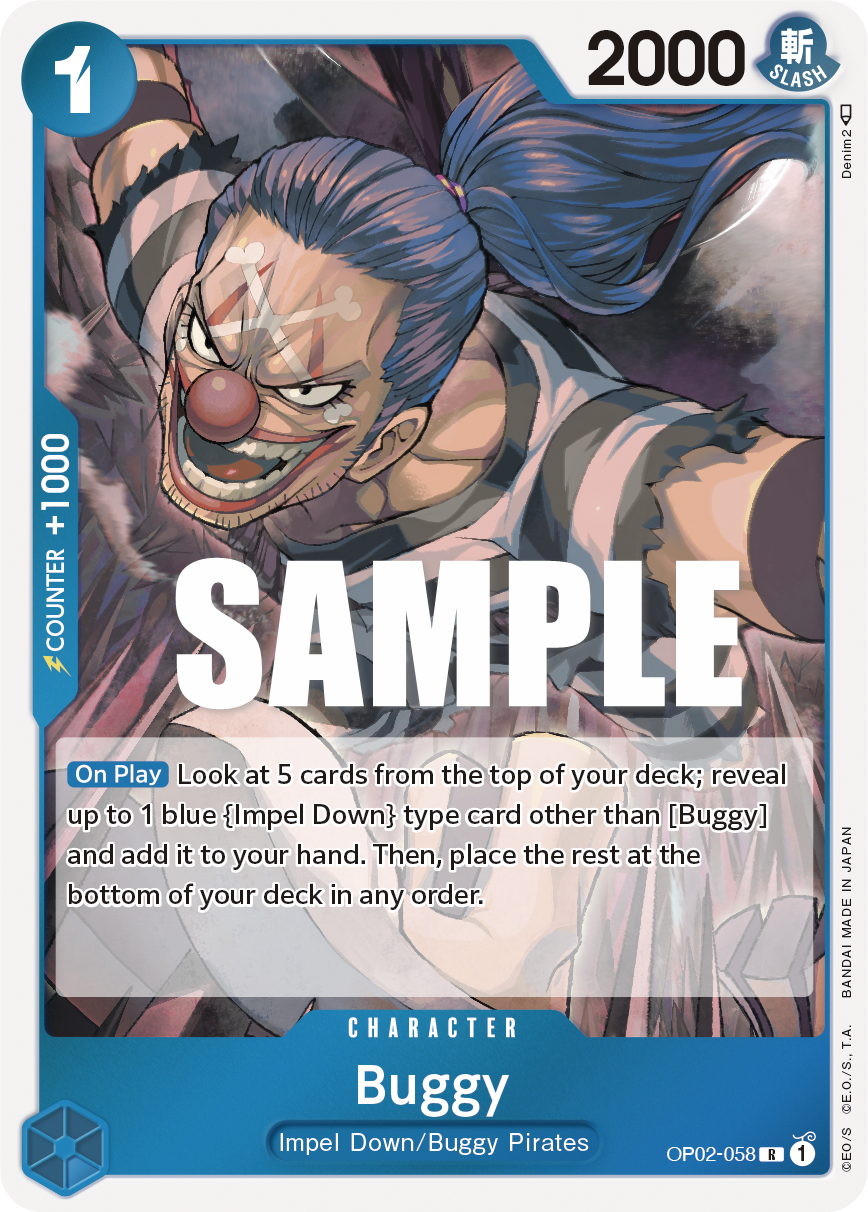 1
2000
斬
SLASH
Denim2
COUNTER +1000
SAMPLE
On Play Look at 5 cards from the top of your deck; reveal
up to 1 blue {Impel Down} type card other than [Buggy]
and add it to your hand. Then, place the rest at the
bottom of your deck in any order.
CHARACTER
Buggy
Impel Down/Buggy Pirates
OP02-058 R 1
©EO/S ©E.O./S., T.A. BANDAI MADE IN JAPAN